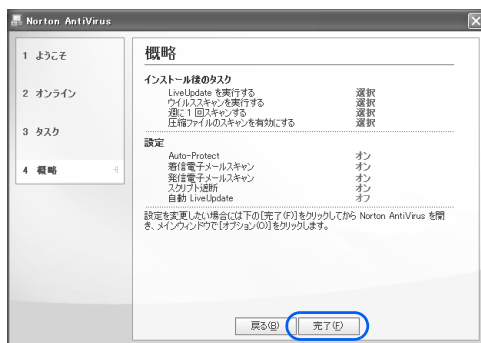 Norton AntiVirus
1 ようこそ
2 オンライン
3 タスク
4 概略
概略
インストール後のタスク
LiveUpdate を実行する 選択
ウイルススキャンを実行する 選択
週に 1 回スキャンする 選択
圧縮ファイルのスキャンを有効にする 選択
設定
Auto-Protect オン
着信電子メールスキャン オン
発信電子メールスキャン オン
スクリプト遮断 オン
自動 LiveUpdate オフ
設定を変更したい場合には下の[完了(F)]をクリックしてから Norton AntiVirus を開
き、メインウィンドウで[オプション(O)]をクリックします。
戻る(B) 完了(F)